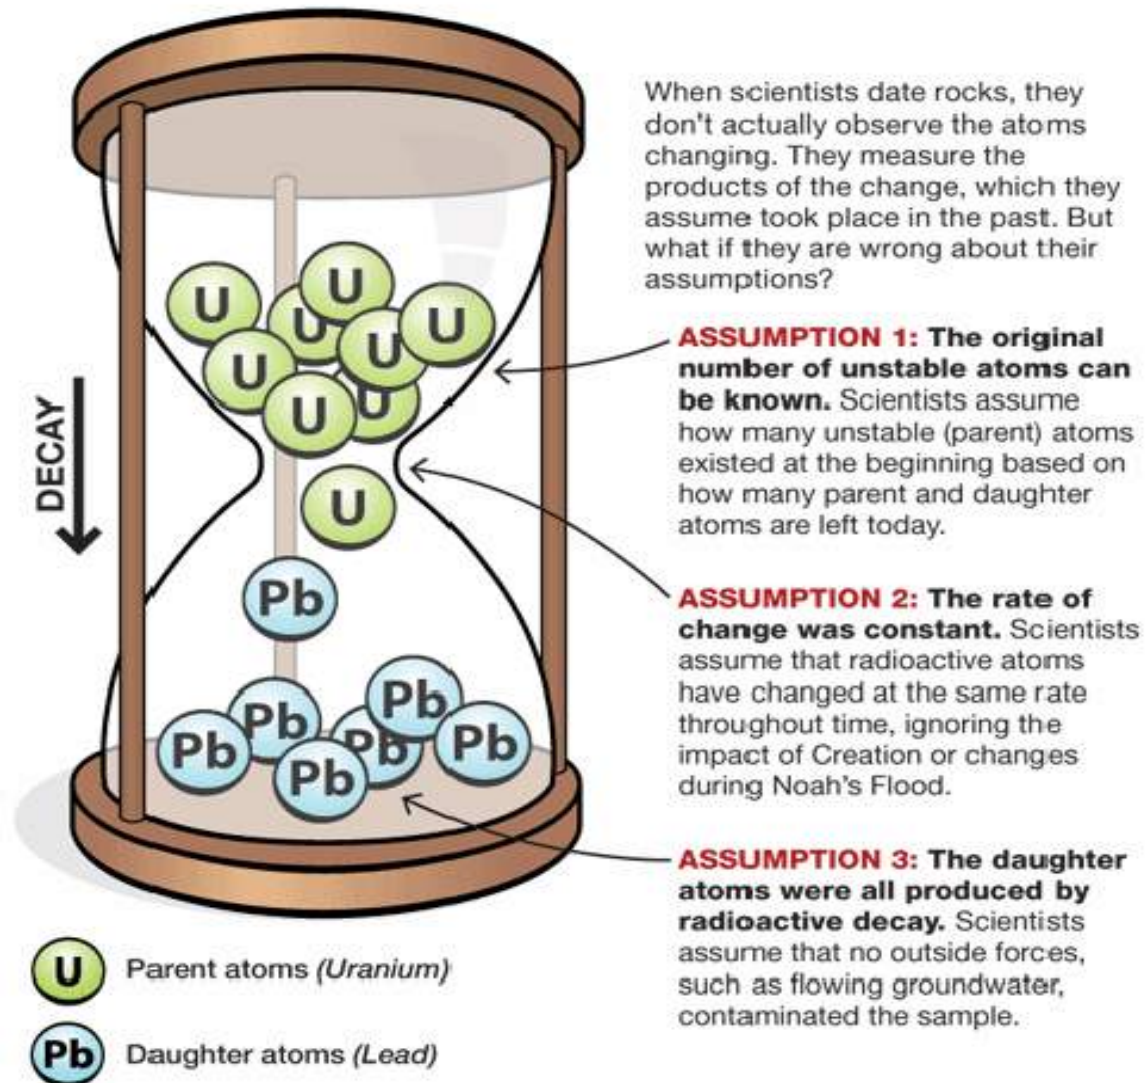 When scientists date rocks, they
don't actually observe the atoms
changing. They measure the
products of the change, which they
assume took place in the past. But
what if they are wrong about their
assumptions?
U
U
U
U
U
U
U
U
U
DECAY
ASSUMPTION 1: The original
number of unstable atoms can
be known. Scientists assume
how many unstable (parent) atoms
existed at the beginning based on
how many parent and daughter
atoms are left today.
Pb
Pb
Pb
Pb
Pb
Pb
Pb
ASSUMPTION 2: The rate of
change was constant. Scientists
assume that radioactive atoms
have changed at the same rate
throughout time, ignoring the
impact of Creation or changes
during Noah's Flood.
ASSUMPTION 3: The daughter
atoms were all produced by
radioactive decay. Scientists
assume that no outside forces,
such as flowing groundwater,
contaminated the sample.
U Parent atoms (Uranium)
Pb Daughter atoms (Lead)